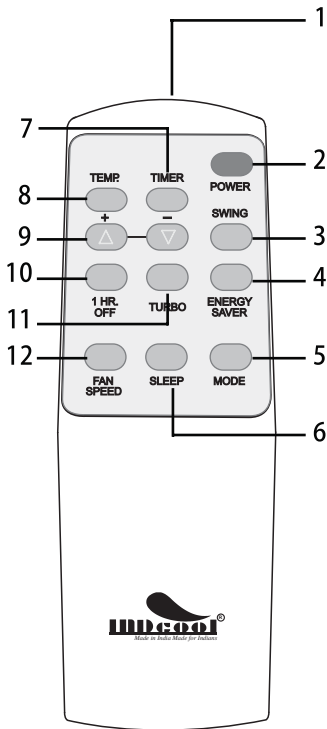 1
7
2
TEMP. TIMER
8
POWER
+ −
SWING
9
3
10
4
1 HR.
OFF
TURBO
ENERGY
SAVER
11
12
5
FAN
SPEED
SLEEP
MODE
6
INDcool®
Made in India Made for Indians